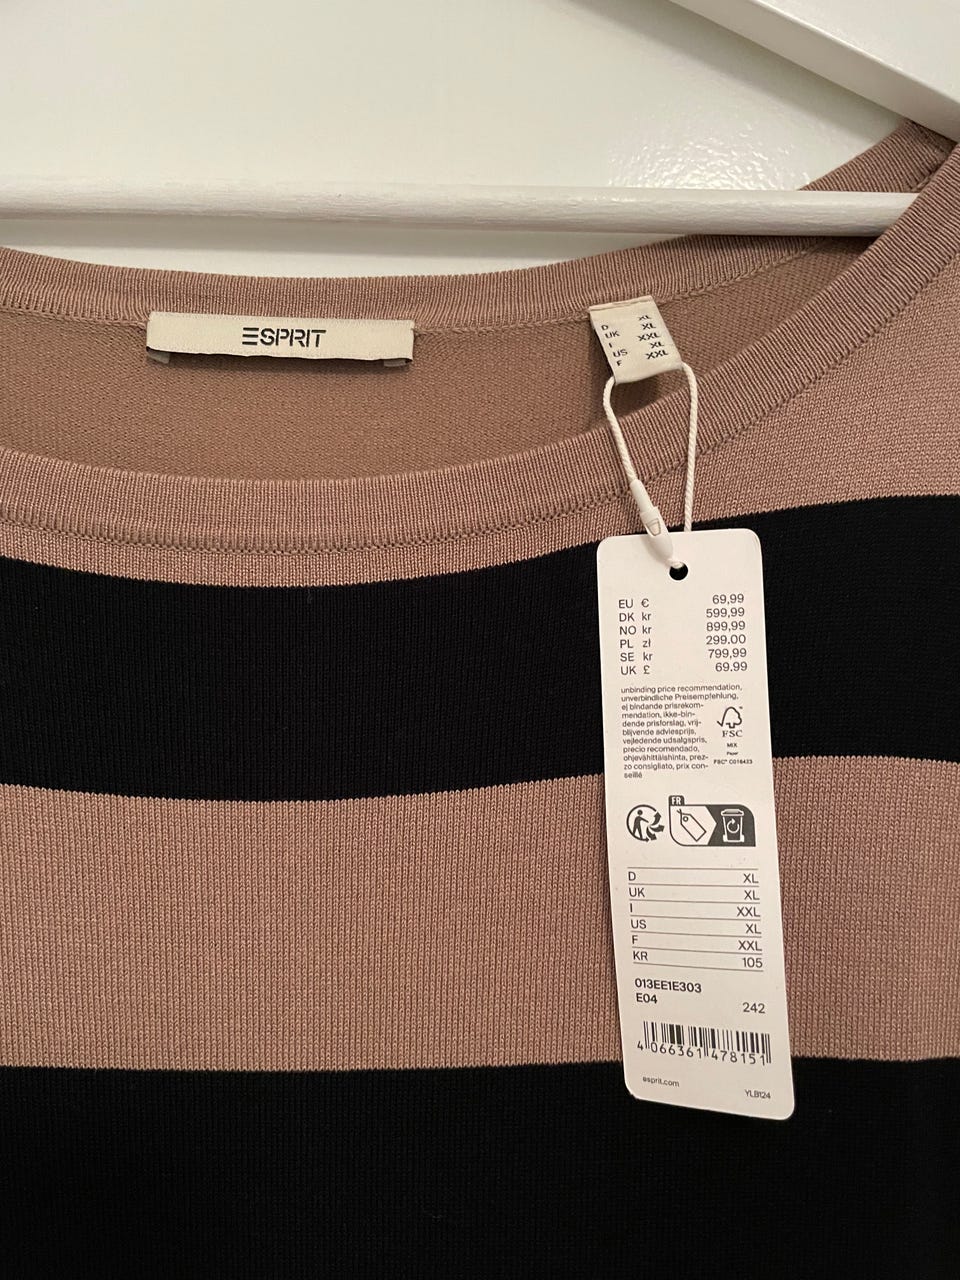 ESPRIT
D XL
UK XL
I XXL
US XL
F XXL
EU € 69,99
DK kr 599,99
NO kr 899,99
PL zł 299.00
SE kr 799,99
UK £ 69.99
unbinding price recommendation,
unverbindliche Preisempfehlung,
ej bindande prisrekom-
mendation, ikke-bin-
dende prisforslag, vrij-
blijvende adviesprijs,
vejledende udsalgspris,
precio recomendado,
ohjevähittäishinta, prez-
zo consigliato, prix con-
seillé
FSC
MIX
Paper
FSC® C016423
FR
D XL
UK XL
I XXL
US XL
F XXL
KR 105
013EE1E303
E04
242
4 066361 478151
esprit.com
YLB124